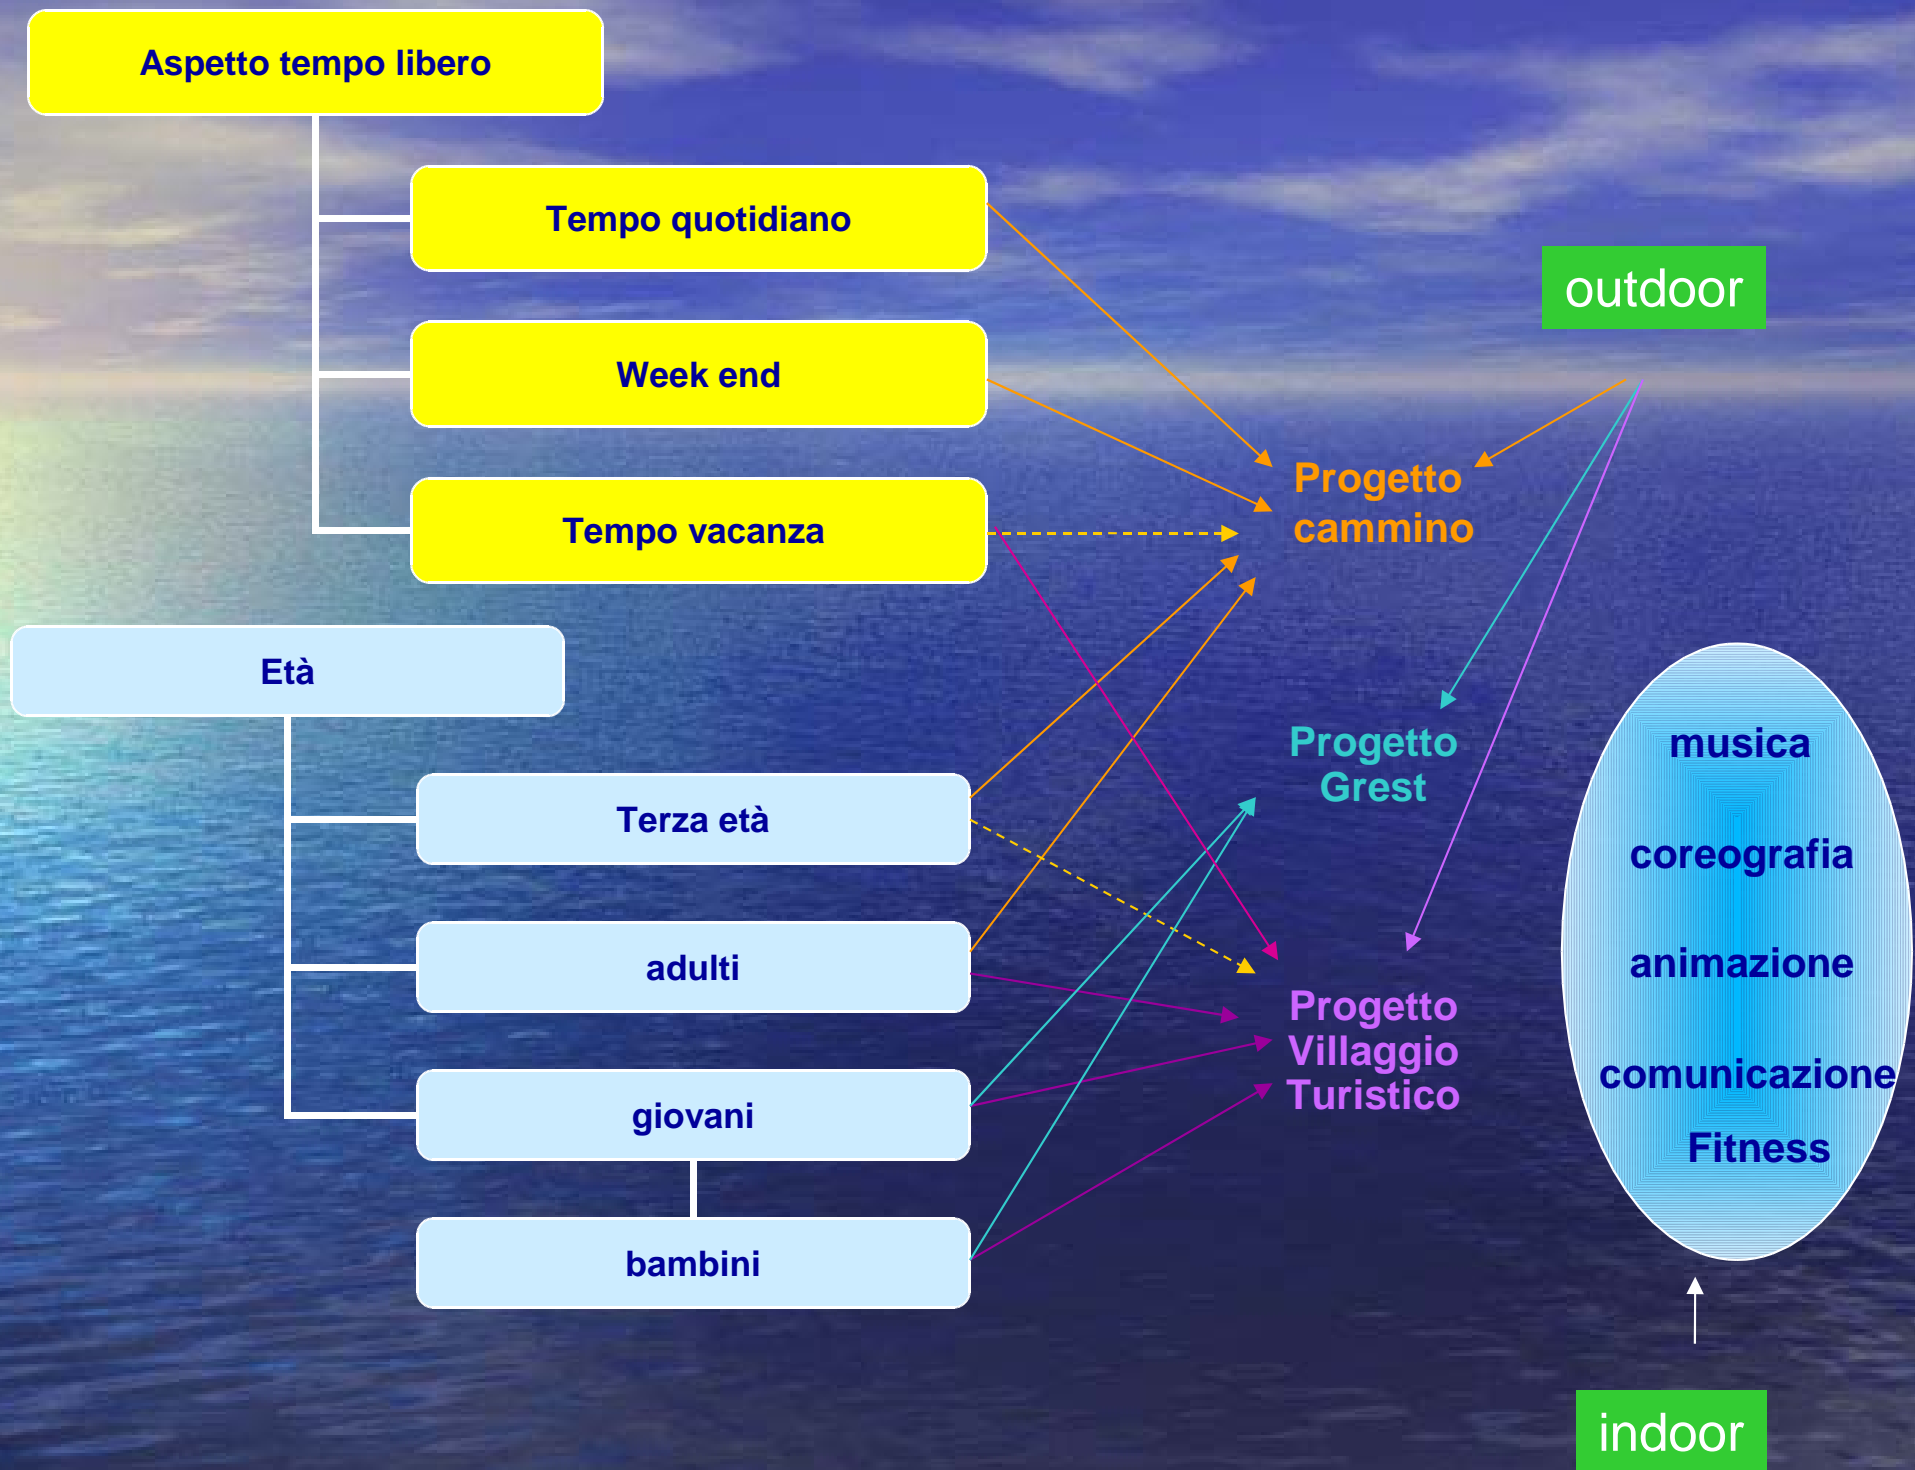 Aspetto tempo libero
Tempo quotidiano
Week end
Tempo vacanza
Età
Terza età
adulti
giovani
bambini
outdoor
Progetto
cammino
Progetto
Grest
Progetto
Villaggio
Turistico
musica
coreografia
animazione
comunicazione
Fitness
indoor